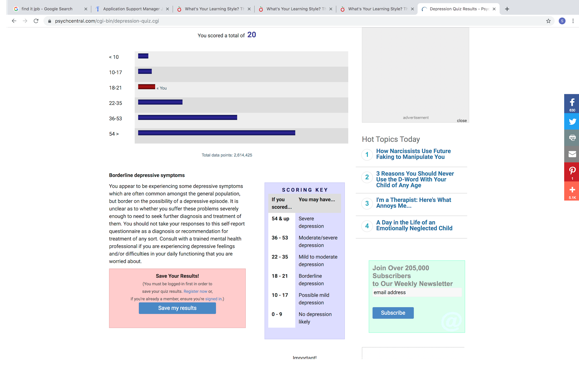 find it job - Google Search
Application Support Manager
What's Your Learning Style? T
What's Your Learning Style? T
What's Your Learning Style? T
Depression Quiz Results - Psy
psychcentral.com/cgi-bin/depression-quiz.cgi
You scored a total of 20
< 10
10-17
18-21
« You
22-35
36-53
54 >
Total data points: 2,816,425
Borderline depressive symptoms
You appear to be experiencing some depressive symptoms
which are often common amongst the general population,
but border on the possibility of a depressive episode. It is
unclear as to whether you suffer these problems severely
enough to need to seek further diagnosis and treatment of
them. You should not take your responses to this self-report
questionnaire as a diagnosis or recommendation for
treatment of any sort. Consult with a trained mental health
professional if you are experiencing depressive feelings
and/or difficulties in your daily functioning that you are
worried about.
Save Your Results!
(You must be logged in first in order to
save your quiz results. Register now or,
if you're already a member, ensure you're signed in.)
Save my results
SCORING KEY
If you scored... You may have...
54 & up Severe depression
36 - 53 Moderate/severe depression
22 - 35 Mild to moderate depression
18 - 21 Borderline depression
10 - 17 Possible mild depression
0 - 9 No depression likely
Important!
advertisement
close
Hot Topics Today
1 How Narcissists Use Future
Faking to Manipulate You
2 3 Reasons You Should Never
Use the D-Word With Your
Child of Any Age
3 I'm a Therapist: Here's What
Annoys Me...
4 A Day in the Life of an
Emotionally Neglected Child
Join Over 205,000
Subscribers
to Our Weekly Newsletter
email address
Subscribe